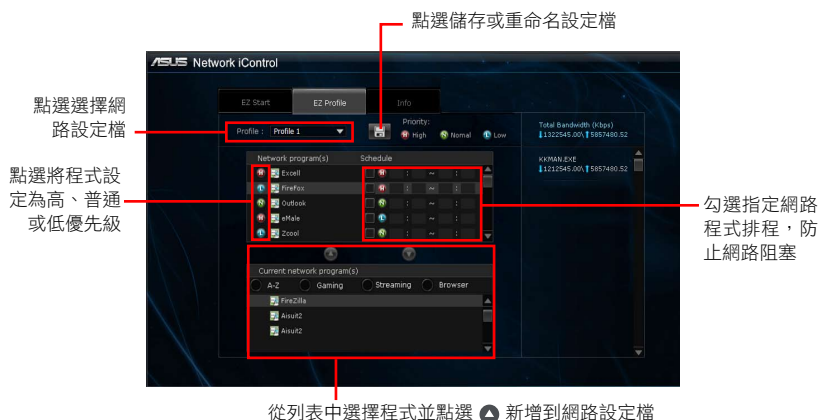 點選儲存或重命名設定檔
ASUS Network iControl
點選選擇網
路設定檔
EZ Start EZ Profile Info
Profile : Profile 1
Priority:
H High N Nomal L Low
Total Bandwidth (Kbps)
1322545.00\ 5857480.52
KKMAN.EXE
1212545.00\ 5857480.52
點選將程式設
定為高、普通
或低優先級
Network program(s) Schedule
H Excell H : ~ :
L FireFox H : ~ :
N Outlook N : ~ :
H eMale L : ~ :
L Zcool N : ~ :
勾選指定網路
程式排程，防
止網路阻塞
Current network program(s)
A-Z Gaming Streaming Browser
FireZilla
Aisuit2
Aisuit2
從列表中選擇程式並點選 新增到網路設定檔